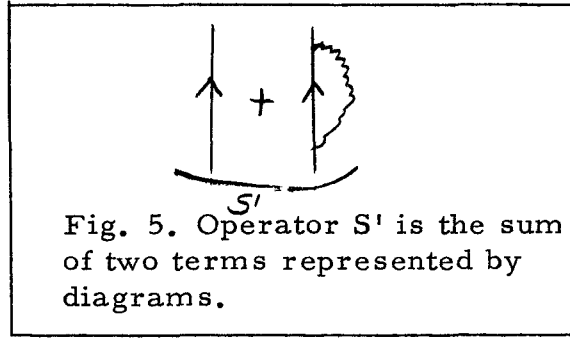 +
S'
Fig. 5. Operator S' is the sum
of two terms represented by
diagrams.